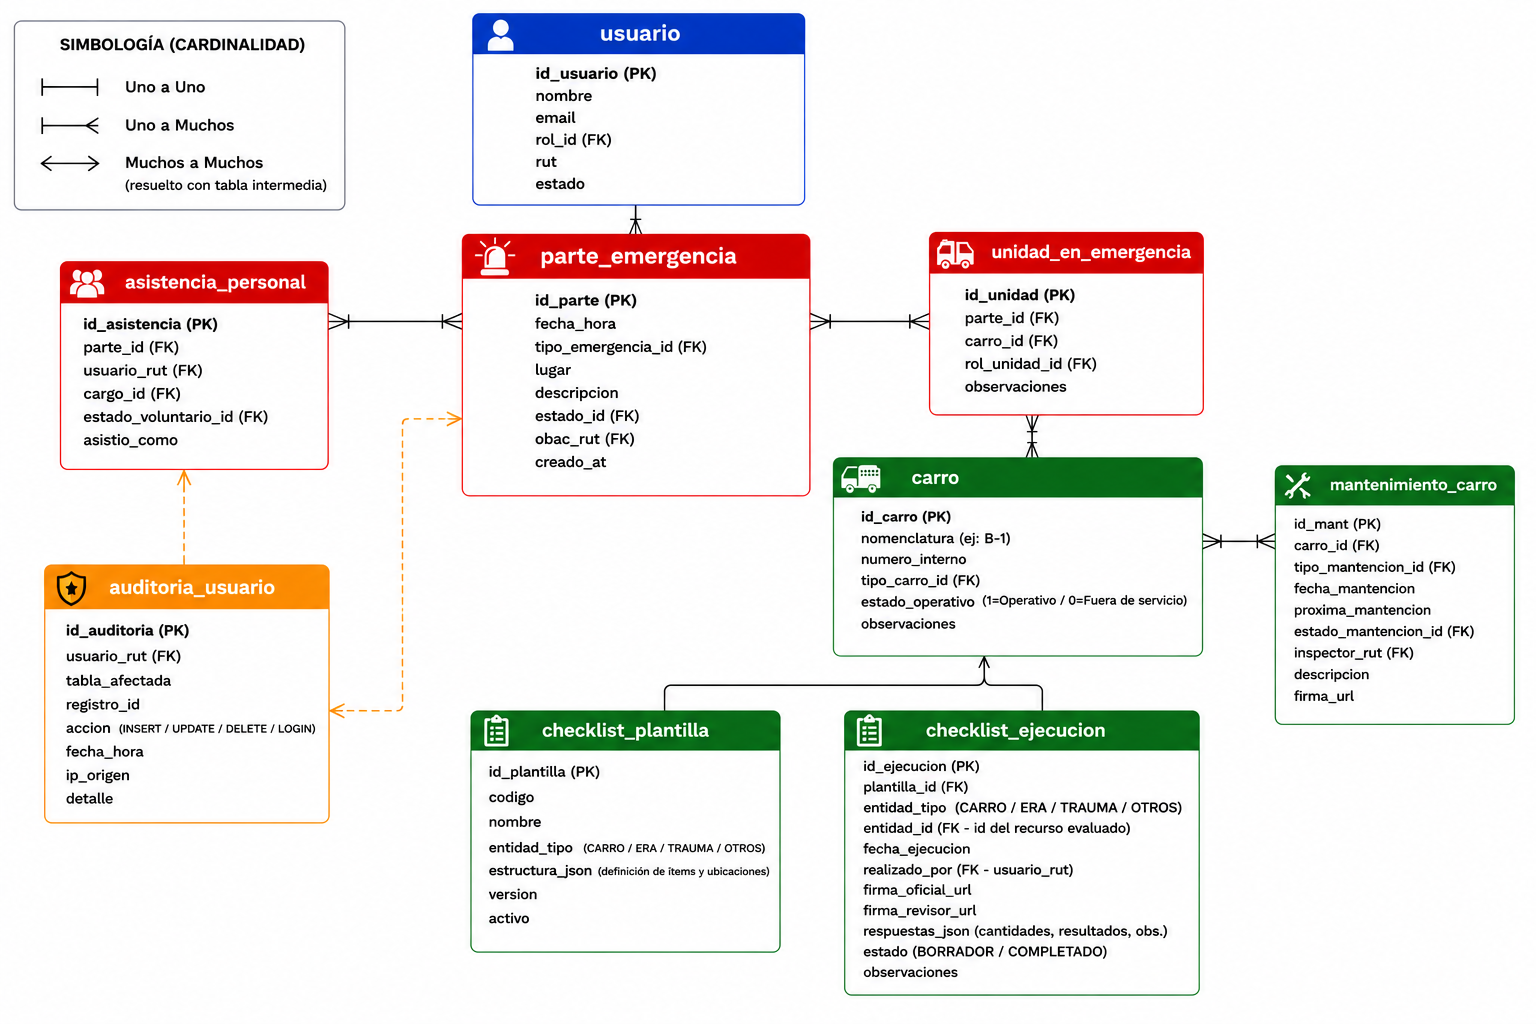 SIMBOLOGÍA (CARDINALIDAD)
Uno a Uno
Uno a Muchos
Muchos a Muchos
(resuelto con tabla intermedia)
usuario
id_usuario (PK)
nombre
email
rol_id (FK)
rut
estado
asistencia_personal
id_asistencia (PK)
parte_id (FK)
usuario_rut (FK)
cargo_id (FK)
estado_voluntario_id (FK)
asistio_como
parte_emergencia
id_parte (PK)
fecha_hora
tipo_emergencia_id (FK)
lugar
descripcion
estado_id (FK)
obac_rut (FK)
creado_at
unidad_en_emergencia
id_unidad (PK)
parte_id (FK)
carro_id (FK)
rol_unidad_id (FK)
observaciones
carro
id_carro (PK)
nomenclatura (ej: B-1)
numero_interno
tipo_carro_id (FK)
estado_operativo (1=Operativo / 0=Fuera de servicio)
observaciones
mantenimiento_carro
id_mant (PK)
carro_id (FK)
tipo_mantencion_id (FK)
fecha_mantencion
proxima_mantencion
estado_mantencion_id (FK)
inspector_rut (FK)
descripcion
firma_url
auditoria_usuario
id_auditoria (PK)
usuario_rut (FK)
tabla_afectada
registro_id
accion (INSERT / UPDATE / DELETE / LOGIN)
fecha_hora
ip_origen
detalle
checklist_plantilla
id_plantilla (PK)
codigo
nombre
entidad_tipo (CARRO / ERA / TRAUMA / OTROS)
estructura_json (definición de ítems y ubicaciones)
version
activo
checklist_ejecucion
id_ejecucion (PK)
plantilla_id (FK)
entidad_tipo (CARRO / ERA / TRAUMA / OTROS)
entidad_id (FK - id del recurso evaluado)
fecha_ejecucion
realizado_por (FK - usuario_rut)
firma_oficial_url
firma_revisor_url
respuestas_json (cantidades, resultados, obs.)
estado (BORRADOR / COMPLETADO)
observaciones